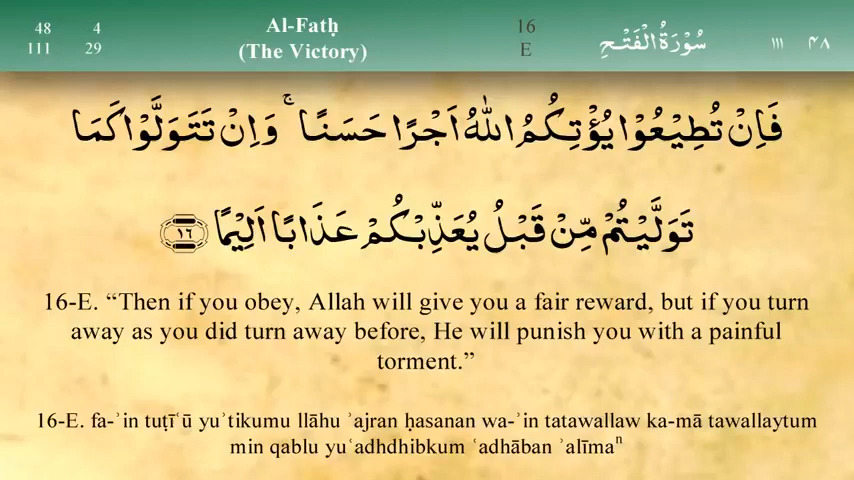 48 4 Al-Fatḥ 16 سُوْرَةُ الْفَتْحِ ١١١ ٤٨
111 29 (The Victory) E
فَاِنْ تُطِيْعُوْا يُؤْتِكُمُ اللّٰهُ اَجْرًا حَسَنًا ۚ وَاِنْ تَتَوَلَّوْا كَمَا
تَوَلَّيْتُمْ مِّنْ قَبْلُ يُعَذِّبْكُمْ عَذَابًا اَلِيْمًا ١٦
16-E. “Then if you obey, Allah will give you a fair reward, but if you turn
away as you did turn away before, He will punish you with a painful
torment.”
16-E. fa-ʾin tuṭīʿū yuʾtikumu llāhu ʾajran ḥasanan wa-ʾin tatawallaw ka-mā tawallaytum
min qablu yuʿadhdhibkum ʿadhāban ʾalīmaⁿ